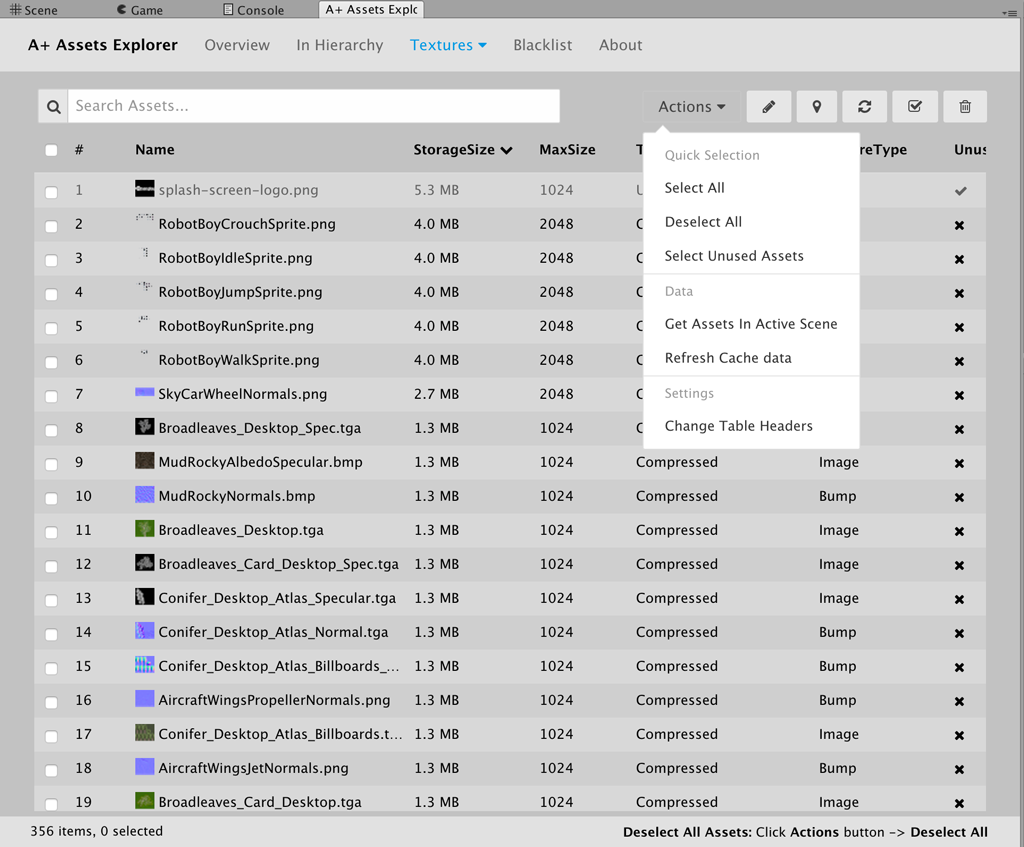 Scene Game Console A+ Assets Explo
A+ Assets Explorer Overview In Hierarchy Textures Blacklist About
Search Assets... Actions
# Name StorageSize MaxSize T reType Unus
Quick Selection
Select All
Deselect All
Select Unused Assets
Data
Get Assets In Active Scene
Refresh Cache data
Settings
Change Table Headers
1 splash-screen-logo.png 5.3 MB 1024 U
2 RobotBoyCrouchSprite.png 4.0 MB 2048 C
3 RobotBoyIdleSprite.png 4.0 MB 2048 C
4 RobotBoyJumpSprite.png 4.0 MB 2048 C
5 RobotBoyRunSprite.png 4.0 MB 2048 C
6 RobotBoyWalkSprite.png 4.0 MB 2048 C
7 SkyCarWheelNormals.png 2.7 MB 2048 C
8 Broadleaves_Desktop_Spec.tga 1.3 MB 1024 C
9 MudRockyAlbedoSpecular.bmp 1.3 MB 1024 Compressed Image
10 MudRockyNormals.bmp 1.3 MB 1024 Compressed Bump
11 Broadleaves_Desktop.tga 1.3 MB 1024 Compressed Image
12 Broadleaves_Card_Desktop_Spec.tga 1.3 MB 1024 Compressed Image
13 Conifer_Desktop_Atlas_Specular.tga 1.3 MB 1024 Compressed Image
14 Conifer_Desktop_Atlas_Normal.tga 1.3 MB 1024 Compressed Bump
15 Conifer_Desktop_Atlas_Billboards_... 1.3 MB 1024 Compressed Bump
16 AircraftWingsPropellerNormals.png 1.3 MB 1024 Compressed Bump
17 Conifer_Desktop_Atlas_Billboards.t... 1.3 MB 1024 Compressed Image
18 AircraftWingsJetNormals.png 1.3 MB 1024 Compressed Bump
19 Broadleaves_Card_Desktop.tga 1.3 MB 1024 Compressed Image
356 items, 0 selected Deselect All Assets: Click Actions button -> Deselect All